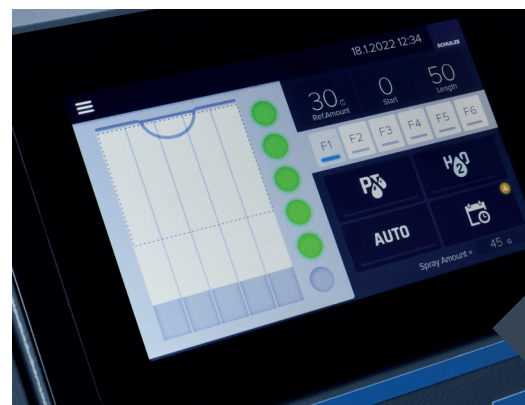 18.1.2022 12:34 SCHULZE
30 G 0 50
Ref.Amount Start Length
F1 F2 F3 F4 F5 F6
P H2O
AUTO
Spray Amount = 45 G